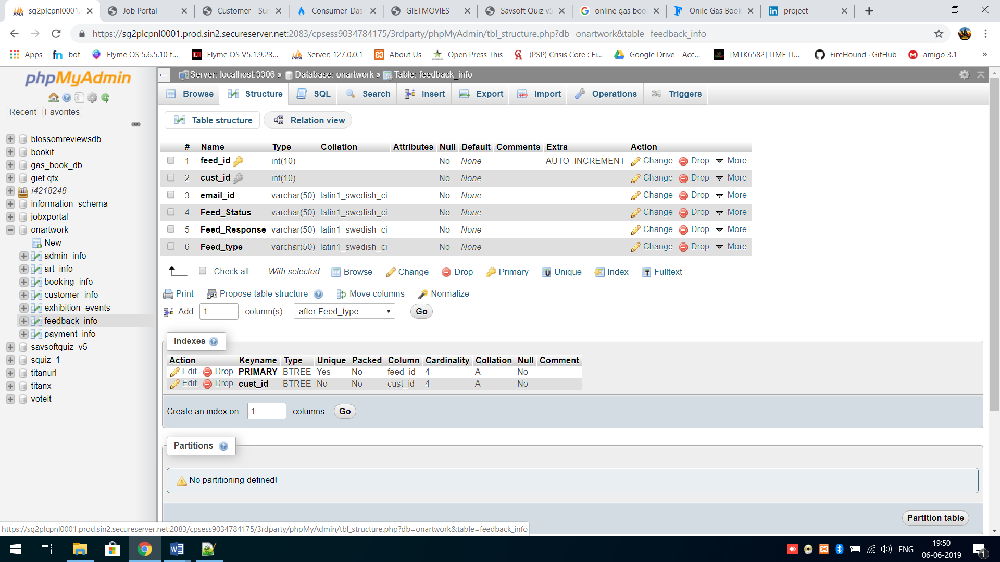 sg2plcpnl0001. Job Portal Customer - Sun Consumer-Das GIETMOVIES Savsoft Quiz v5 online gas boo Onile Gas Book project
https://sg2plcpnl0001.prod.sin2.secureserver.net:2083/cpsess9034784175/3rdparty/phpMyAdmin/tbl_structure.php?db=onartwork&table=feedback_info
Apps bot Flyme OS 5.6.5.10 t... Flyme OS V5.1.9.23... Server: 127.0.0.1 About Us Open Press This (PSP) Crisis Core : Fi... Google Drive - Acc... [MTK6582] LIME LI... FireHound · GitHub amigo 3.1 »
phpMyAdmin
Recent Favorites
blossomreviewsdb
bookit
gas_book_db
giet qfx
i4218248
information_schema
jobxportal
onartwork
New
admin_info
art_info
booking_info
customer_info
exhibition_events
feedback_info
payment_info
savsoftquiz_v5
squiz_1
titanurl
titanx
voteit
Server: localhost:3306 » Database: onartwork » Table: feedback_info
Browse Structure SQL Search Insert Export Import Operations Triggers
Table structure Relation view
# Name Type Collation Attributes Null Default Comments Extra Action
1 feed_id int(10) No None AUTO_INCREMENT Change Drop More
2 cust_id int(10) No None Change Drop More
3 email_id varchar(50) latin1_swedish_ci No None Change Drop More
4 Feed_Status varchar(50) latin1_swedish_ci No None Change Drop More
5 Feed_Response varchar(50) latin1_swedish_ci No None Change Drop More
6 Feed_type varchar(50) latin1_swedish_ci No None Change Drop More
Check all With selected: Browse Change Drop Primary Unique Index Fulltext
Print Propose table structure Move columns Normalize
Add 1 column(s) after Feed_type Go
Indexes
Action Keyname Type Unique Packed Column Cardinality Collation Null Comment
Edit Drop PRIMARY BTREE Yes No feed_id 4 A No
Edit Drop cust_id BTREE No No cust_id 4 A No
Create an index on 1 columns Go
Partitions
No partitioning defined!
Partition table
https://sg2plcpnl0001.prod.sin2.secureserver.net:2083/cpsess9034784175/3rdparty/phpMyAdmin/tbl_structure.php?db=onartwork&table=feedback_info
ENG
19:50
06-06-2019
1